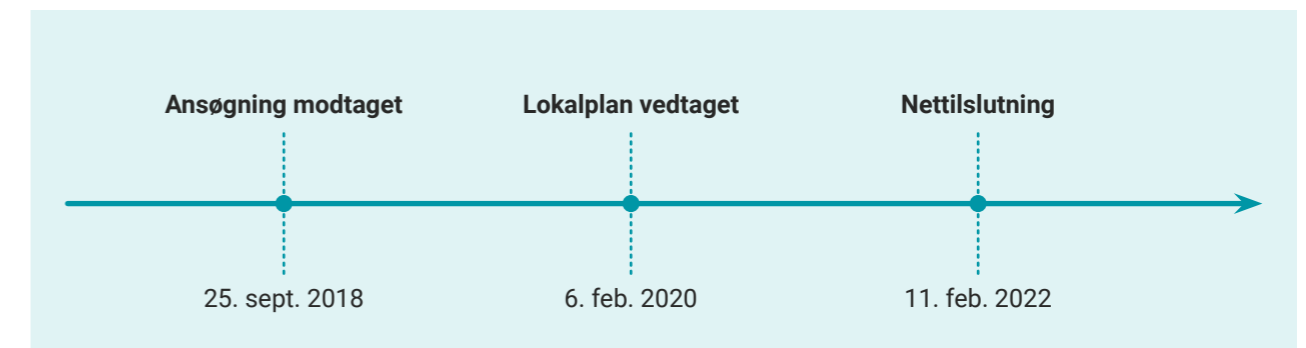 Ansøgning modtaget
Lokalplan vedtaget
Nettilslutning
25. sept. 2018
6. feb. 2020
11. feb. 2022